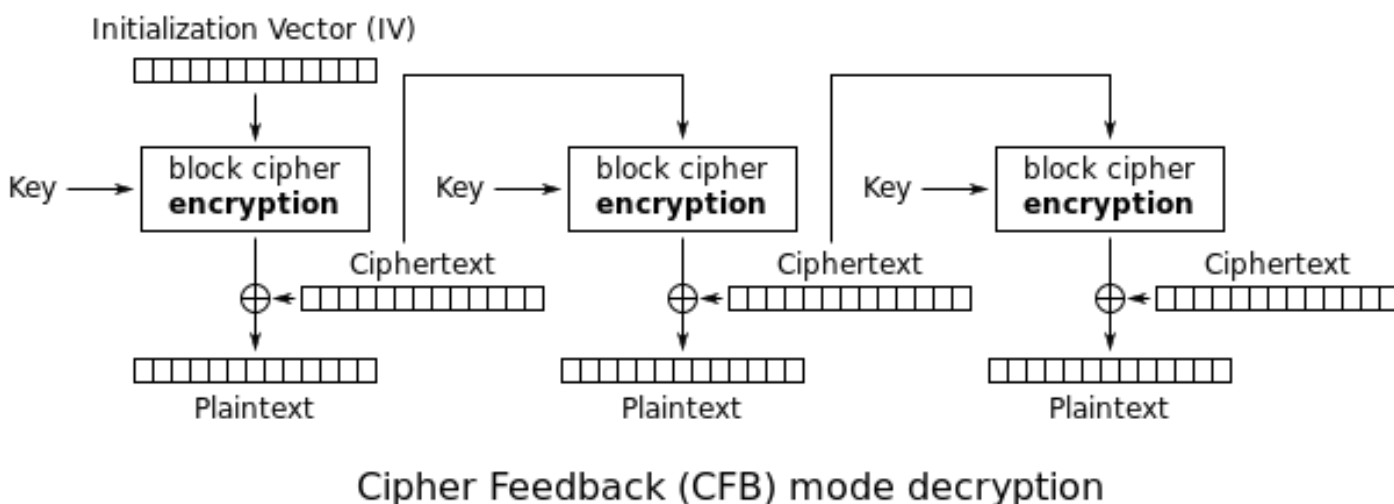 Initialization Vector (IV)
Key
block cipher
encryption
Key
block cipher
encryption
Key
block cipher
encryption
Ciphertext
Ciphertext
Ciphertext
Plaintext
Plaintext
Plaintext
Cipher Feedback (CFB) mode decryption